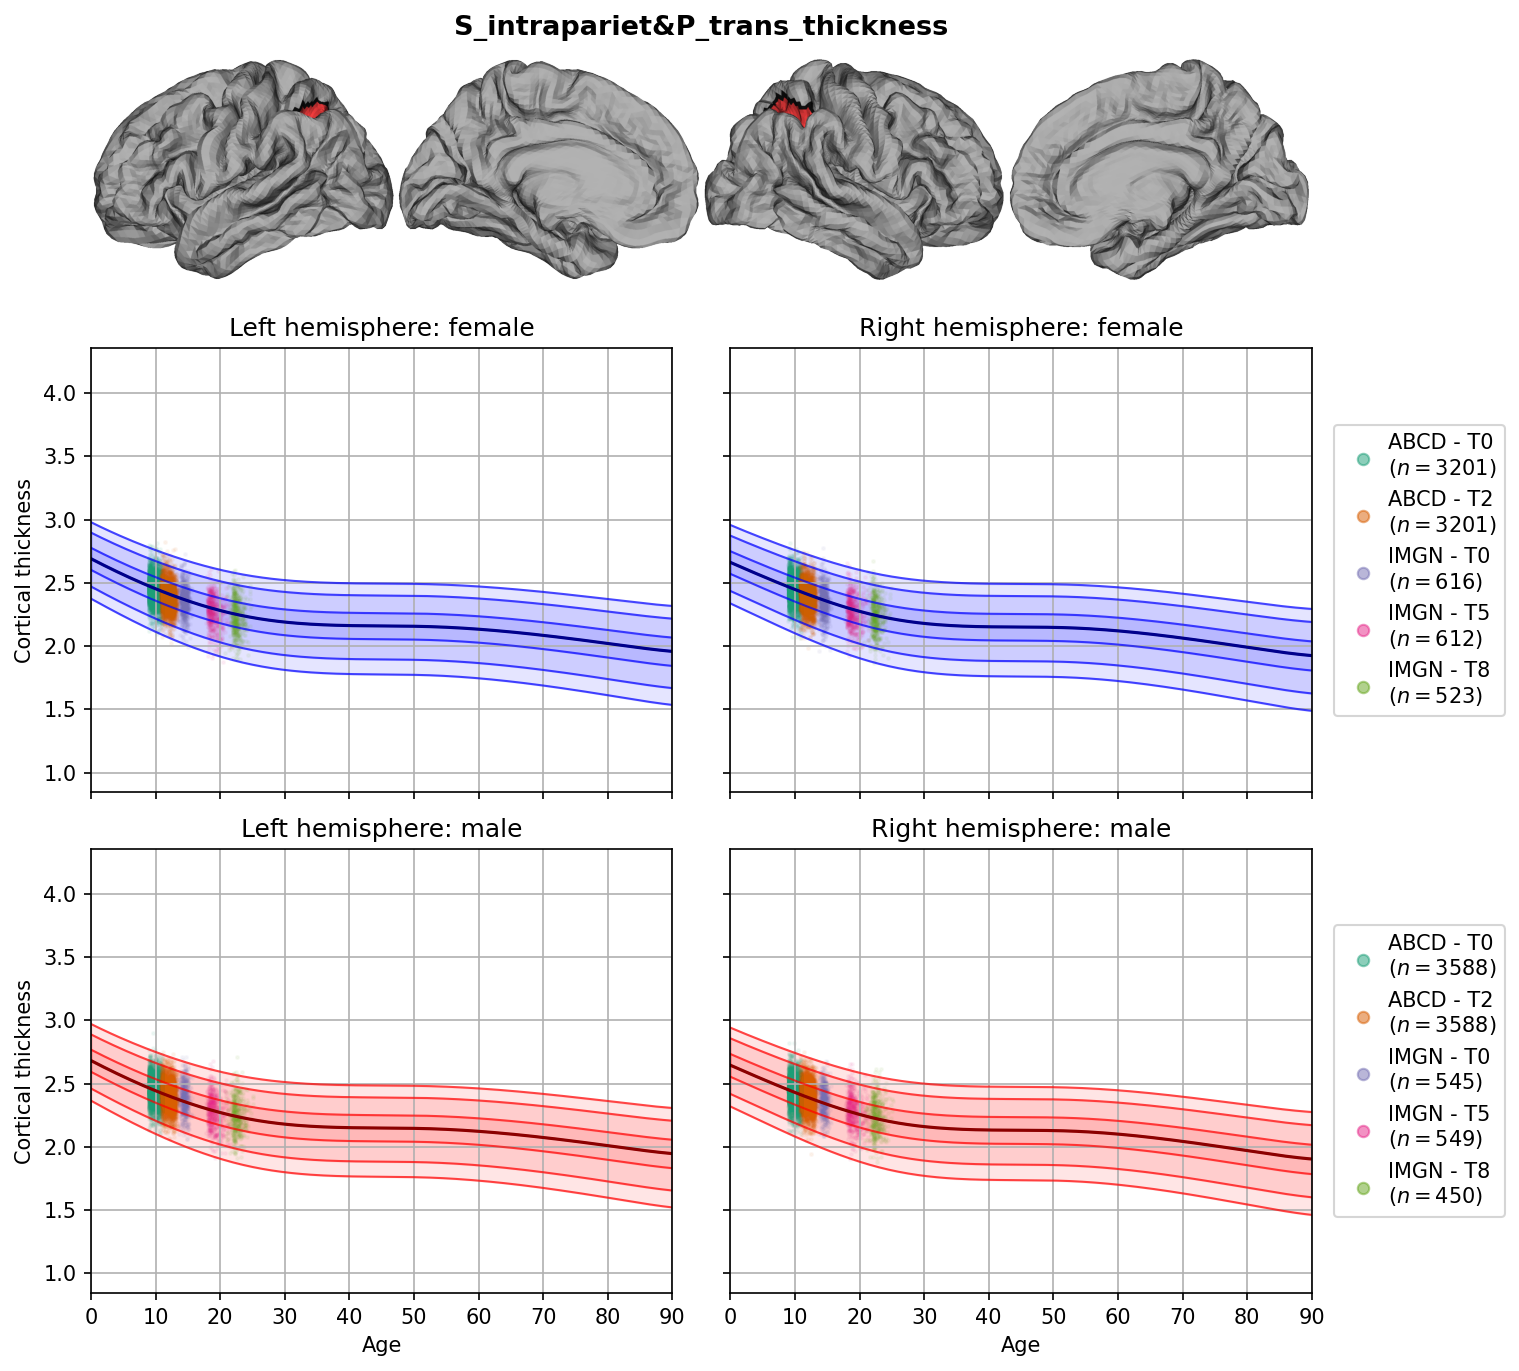 S_intrapariet&P_trans_thickness
Left hemisphere: female
Right hemisphere: female
Cortical thickness
4.0
3.5
3.0
2.5
2.0
1.5
1.0
ABCD - T0
(n = 3201)
ABCD - T2
(n = 3201)
IMGN - T0
(n = 616)
IMGN - T5
(n = 612)
IMGN - T8
(n = 523)
Left hemisphere: male
Right hemisphere: male
Cortical thickness
4.0
3.5
3.0
2.5
2.0
1.5
1.0
0 10 20 30 40 50 60 70 80 90
0 10 20 30 40 50 60 70 80 90
Age
Age
ABCD - T0
(n = 3588)
ABCD - T2
(n = 3588)
IMGN - T0
(n = 545)
IMGN - T5
(n = 549)
IMGN - T8
(n = 450)